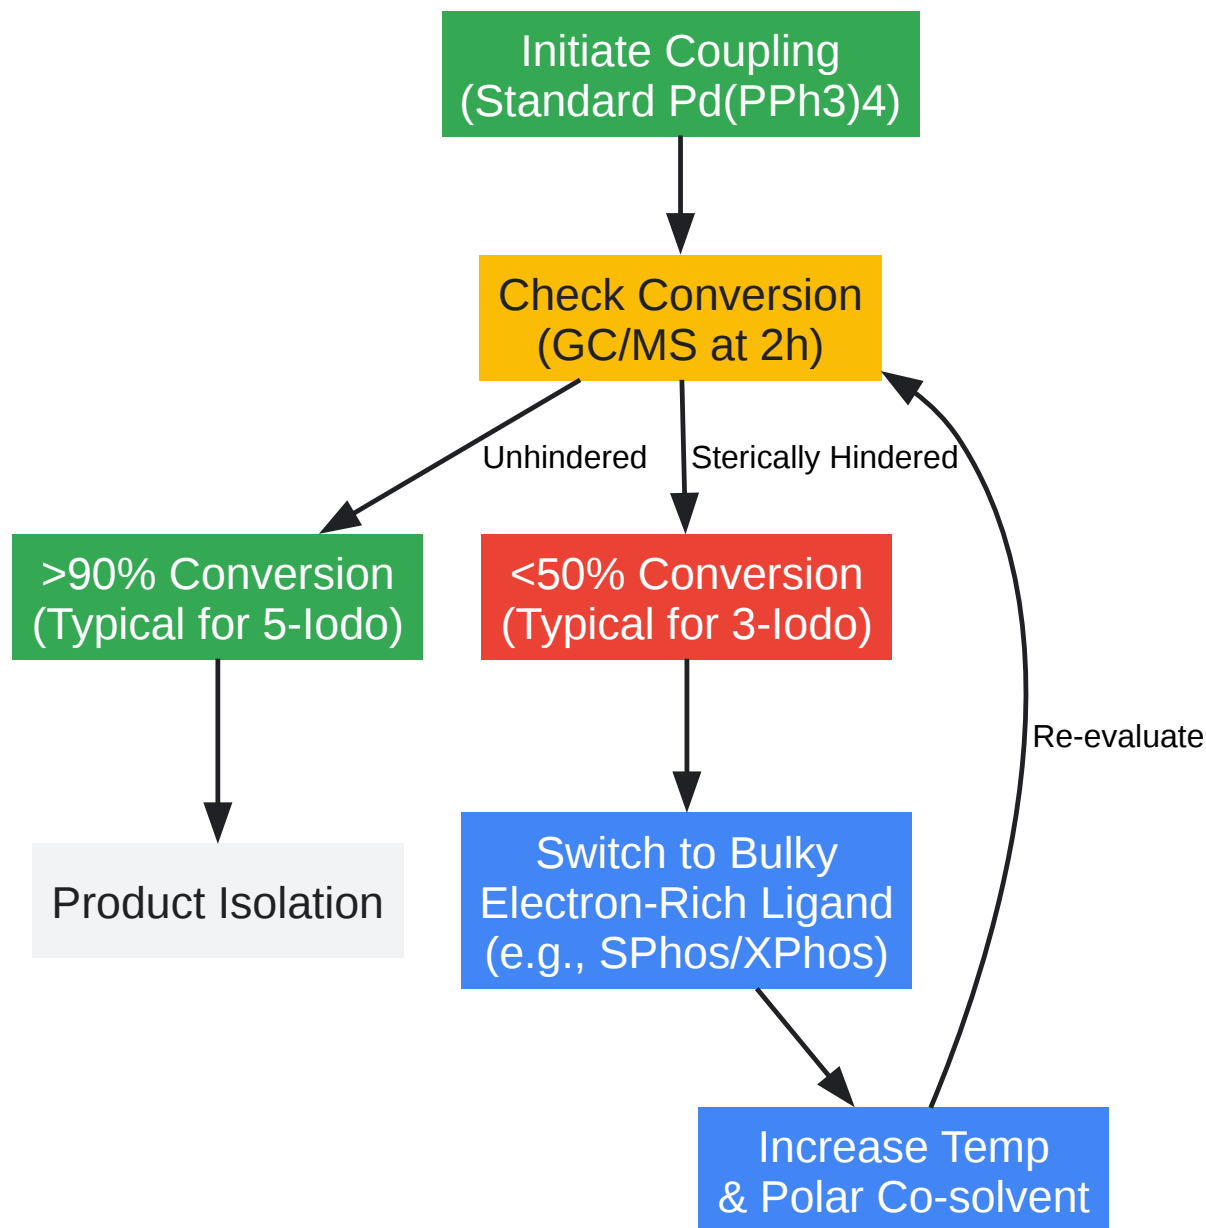 Initiate Coupling
(Standard Pd(PPh3)4)
Check Conversion
(GC/MS at 2h)
Unhindered
Sterically Hindered
>90% Conversion
(Typical for 5-Iodo)
<50% Conversion
(Typical for 3-Iodo)
Re-evaluate
Product Isolation
Switch to Bulky
Electron-Rich Ligand
(e.g., SPhos/XPhos)
Increase Temp
& Polar Co-solvent